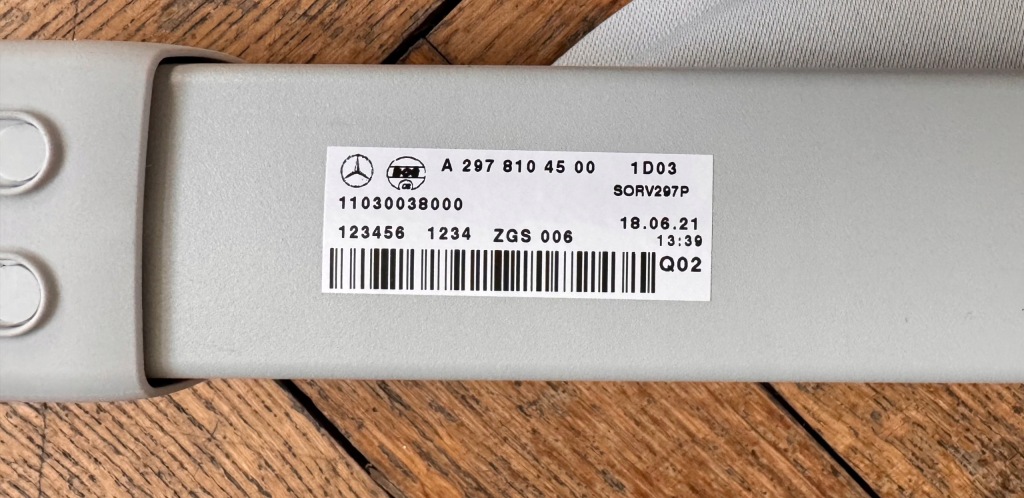 A 297 810 45 00 1D03
SORV297P
11030038000
18.06.21
123456 1234 ZGS 006 13:39
Q02